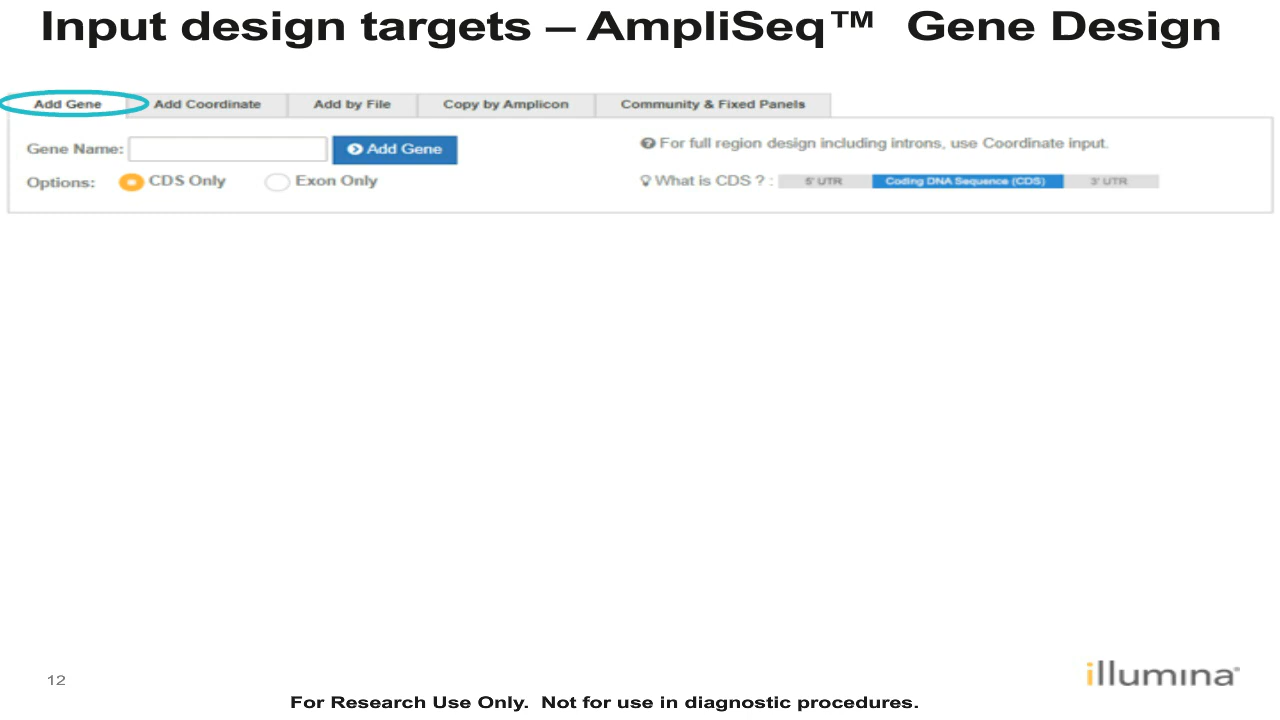 Input design targets – AmpliSeq™ Gene Design
Add Gene Add Coordinate Add by File Copy by Amplicon Community & Fixed Panels
Gene Name: Add Gene For full region design including introns, use Coordinate input.
Options: CDS Only Exon Only What is CDS ? : 5' UTR Coding DNA Sequence (CDS) 3' UTR
12
illumina®
For Research Use Only. Not for use in diagnostic procedures.